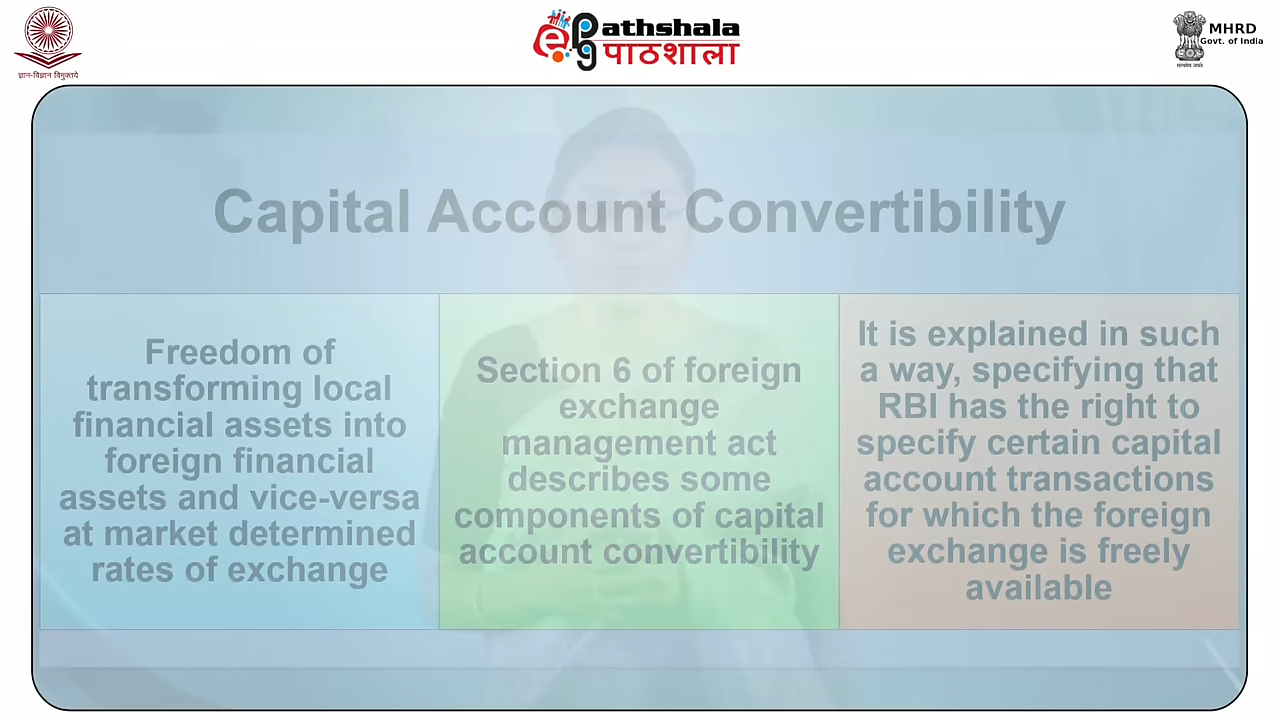 ज्ञान-विज्ञान विमुक्तये
ePathshala
पाठशाला
MHRD
Govt. of India
सत्यमेव जयते
Capital Account Convertibility
Freedom of
transforming local
financial assets into
foreign financial
assets and vice-versa
at market determined
rates of exchange
Section 6 of foreign
exchange
management act
describes some
components of capital
account convertibility
It is explained in such
a way, specifying that
RBI has the right to
specify certain capital
account transactions
for which the foreign
exchange is freely
available